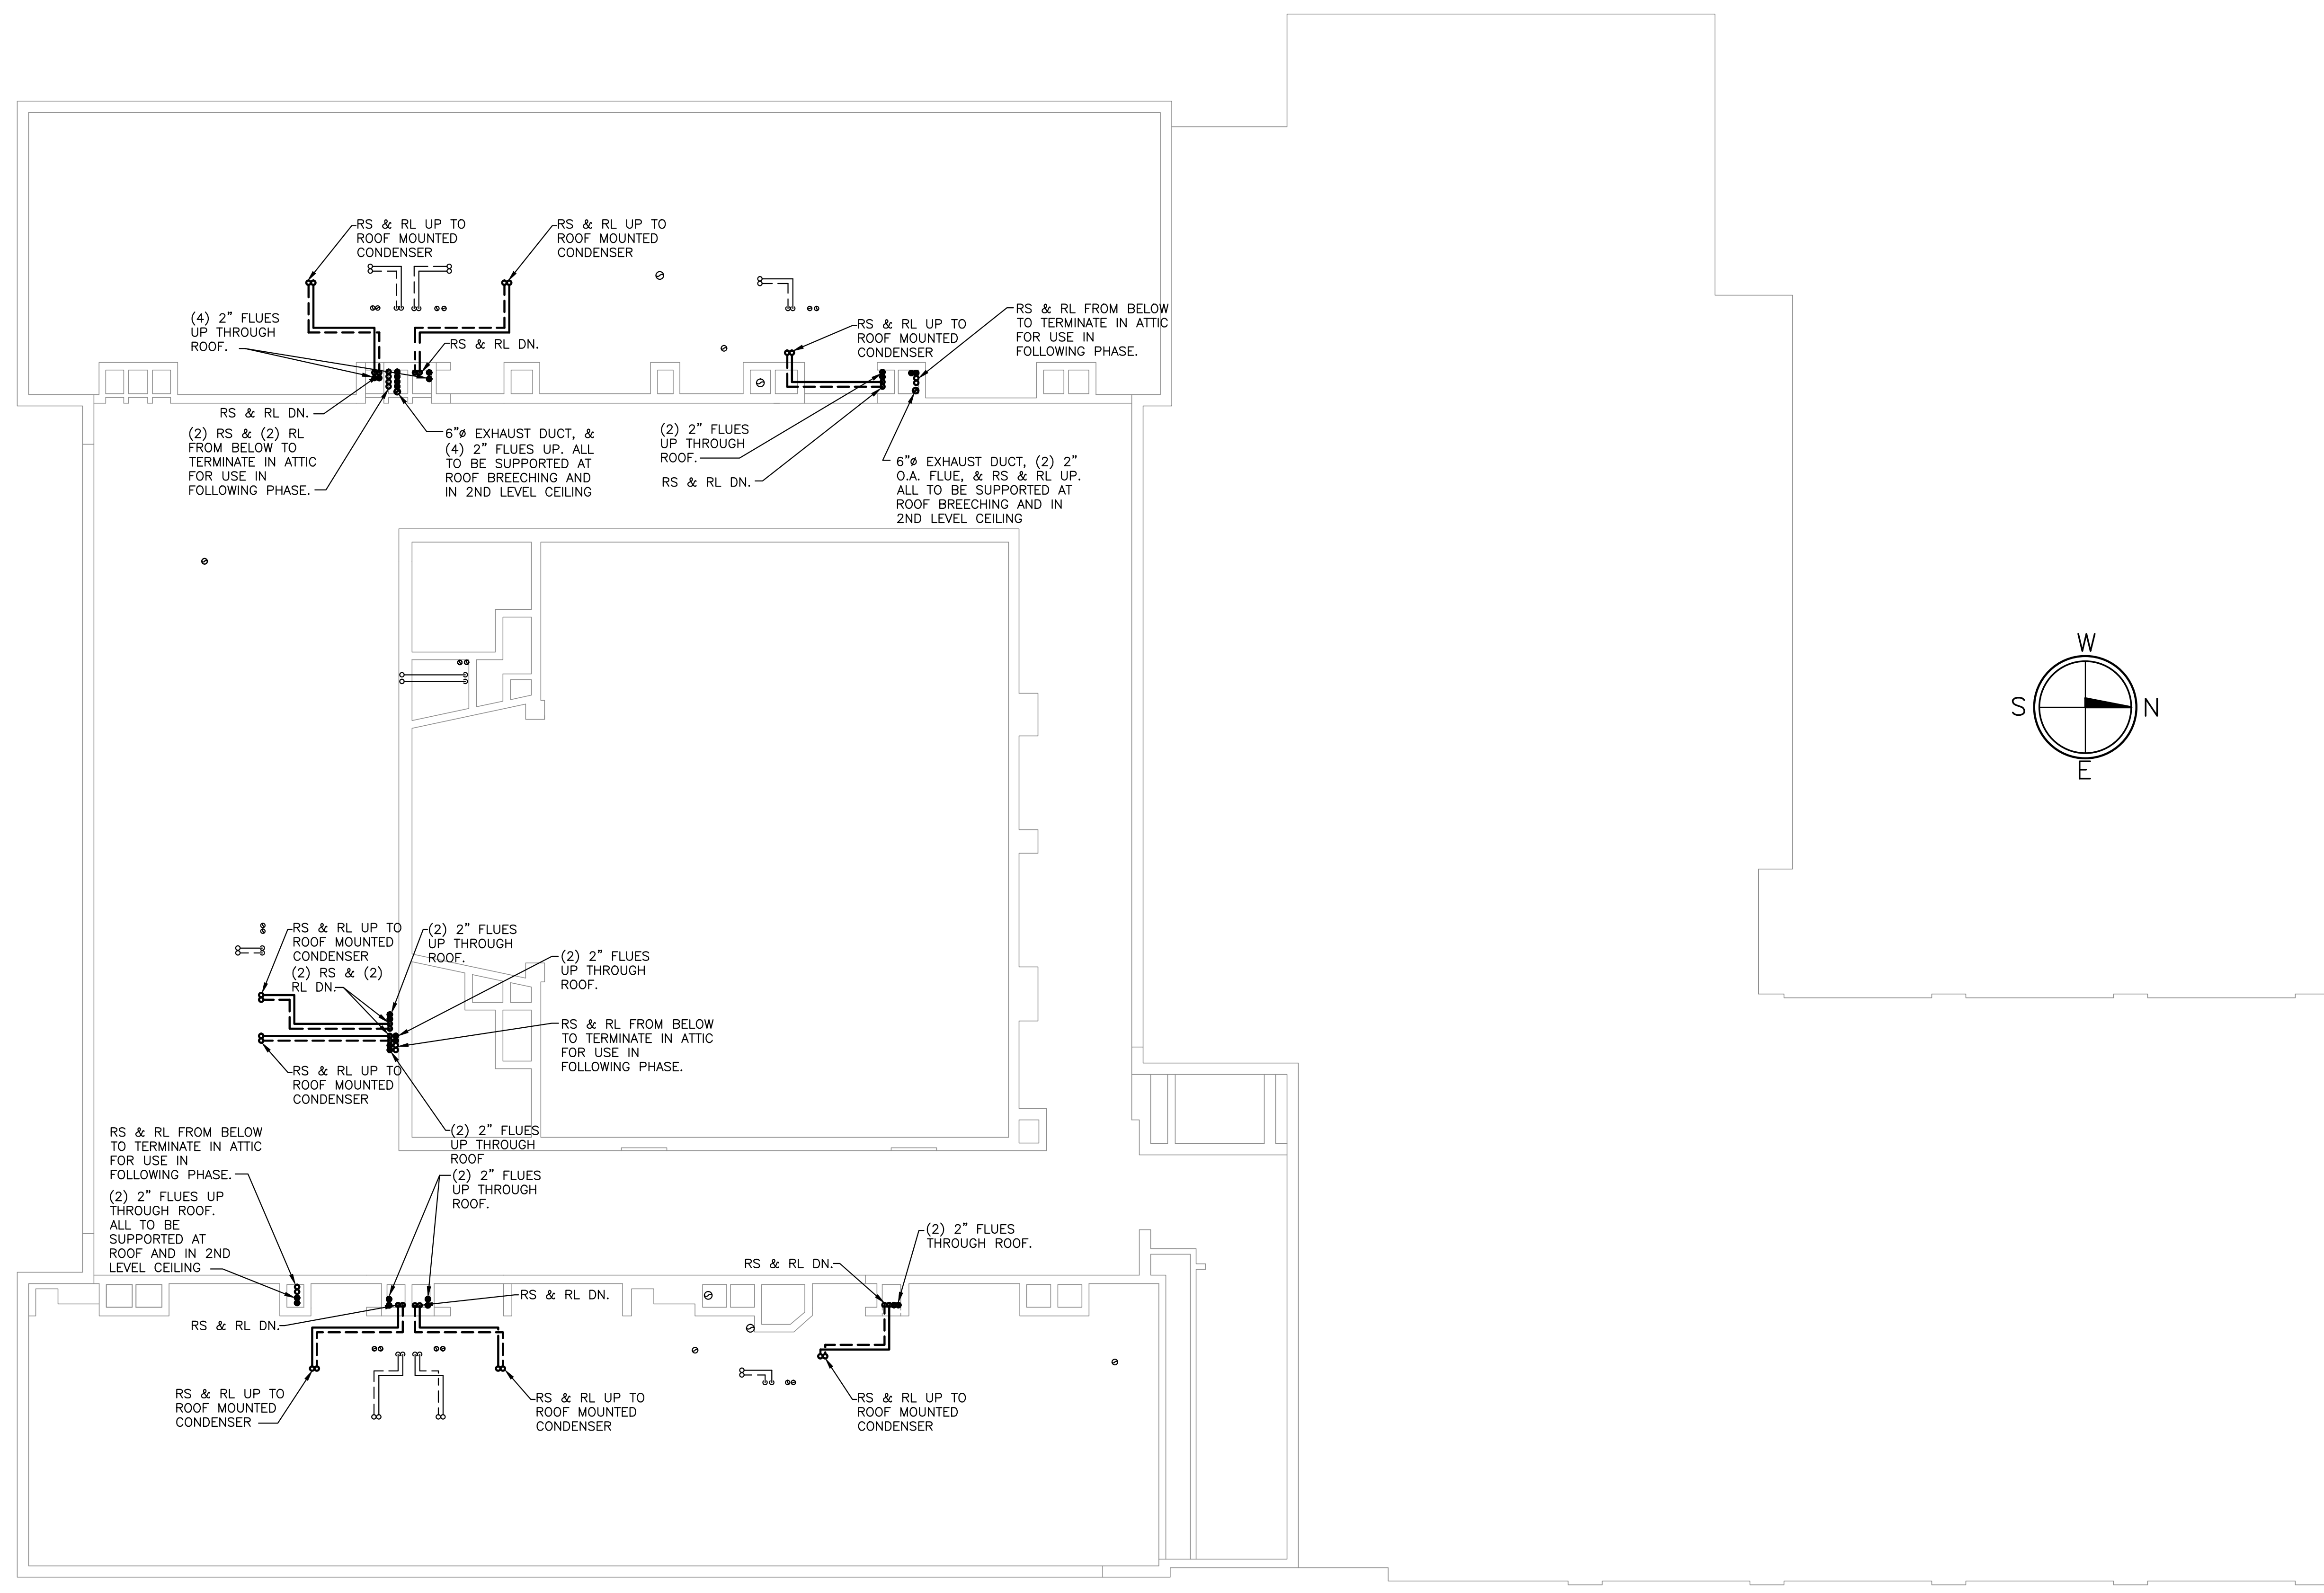 RS & RL UP TO
ROOF MOUNTED
CONDENSER
RS & RL UP TO
ROOF MOUNTED
CONDENSER
(4) 2" FLUES
UP THROUGH
ROOF.
RS & RL DN.
RS & RL UP TO
ROOF MOUNTED
CONDENSER
RS & RL FROM BELOW
TO TERMINATE IN ATTIC
FOR USE IN
FOLLOWING PHASE.
RS & RL DN.
(2) RS & (2) RL
FROM BELOW TO
TERMINATE IN ATTIC
FOR USE IN
FOLLOWING PHASE.
6"ø EXHAUST DUCT, &
(4) 2" FLUES UP. ALL
TO BE SUPPORTED AT
ROOF BREECHING AND
IN 2ND LEVEL CEILING
(2) 2" FLUES
UP THROUGH
ROOF.
RS & RL DN.
6"ø EXHAUST DUCT, (2) 2"
O.A. FLUE, & RS & RL UP.
ALL TO BE SUPPORTED AT
ROOF BREECHING AND IN
2ND LEVEL CEILING
W
S
N
E
RS & RL UP TO
ROOF MOUNTED
CONDENSER
(2) RS & (2)
RL DN.
(2) 2" FLUES
UP THROUGH
ROOF.
(2) 2" FLUES
UP THROUGH
ROOF.
RS & RL FROM BELOW
TO TERMINATE IN ATTIC
FOR USE IN
FOLLOWING PHASE.
RS & RL UP TO
ROOF MOUNTED
CONDENSER
(2) 2" FLUES
UP THROUGH
ROOF
(2) 2" FLUES
UP THROUGH
ROOF.
RS & RL FROM BELOW
TO TERMINATE IN ATTIC
FOR USE IN
FOLLOWING PHASE.
(2) 2" FLUES UP
THROUGH ROOF.
ALL TO BE
SUPPORTED AT
ROOF AND IN 2ND
LEVEL CEILING
(2) 2" FLUES
THROUGH ROOF.
RS & RL DN.
RS & RL DN.
RS & RL DN.
RS & RL UP TO
ROOF MOUNTED
CONDENSER
RS & RL UP TO
ROOF MOUNTED
CONDENSER
RS & RL UP TO
ROOF MOUNTED
CONDENSER